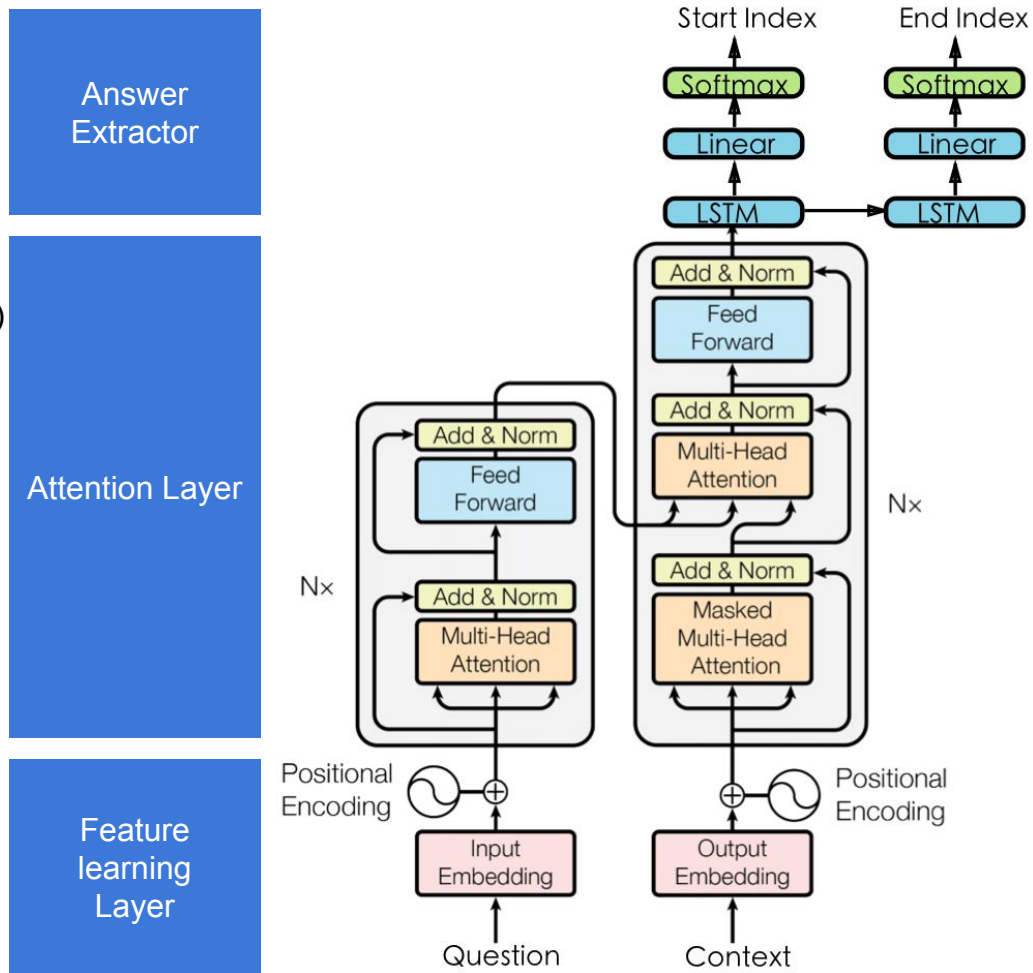 Start Index
End Index
Softmax
Softmax
Answer
Extractor
Linear
Linear
LSTM
LSTM
Add & Norm
Feed
Forward
)
Add & Norm
Add & Norm
Multi-Head
Attention
Feed
Forward
Attention Layer
N×
Add & Norm
N×
Add & Norm
Masked
Multi-Head
Attention
Multi-Head
Attention
Positional
Encoding
Positional
Encoding
Feature
learning
Layer
Input
Embedding
Output
Embedding
Question
Context